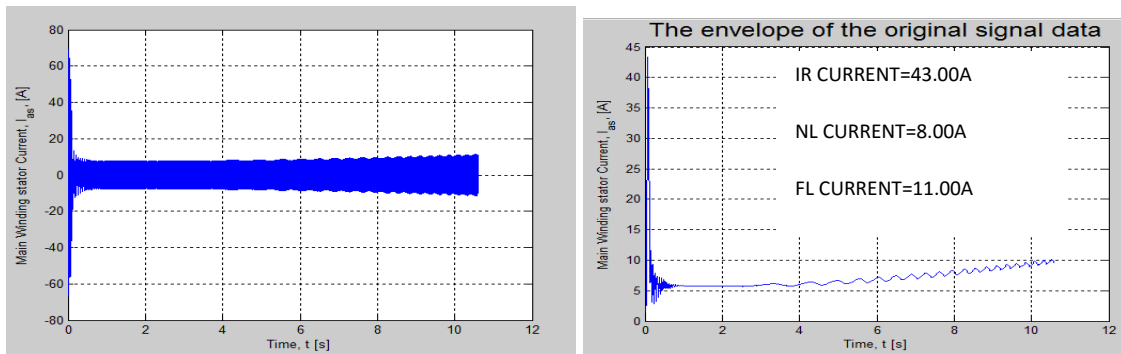 80
60
40
20
0
-20
-40
-60
-80
0 2 4 6 8 10 12
Main Winding stator Current, I_as, [A]
Time, t [s]
The envelope of the original signal data
45
40
35
30
25
20
15
10
5
0
0 2 4 6 8 10 12
Main Winding stator Current, I_as, [A]
IR CURRENT=43.00A
NL CURRENT=8.00A
FL CURRENT=11.00A
Time, t [s]